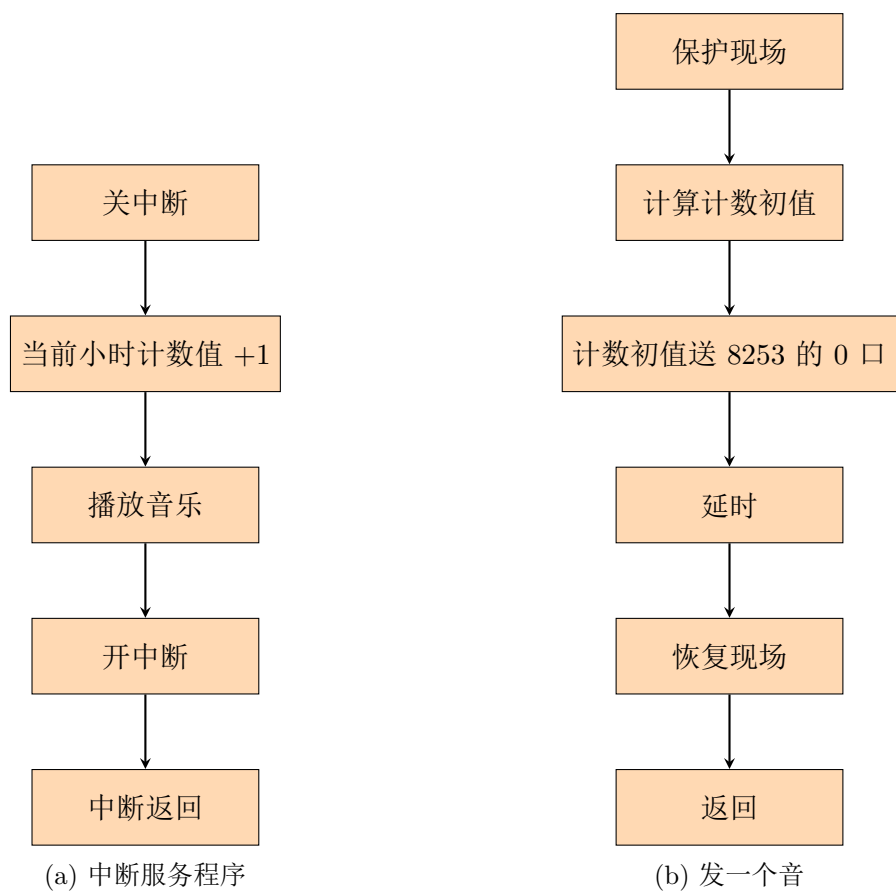 关中断
当前小时计数值 +1
播放音乐
开中断
中断返回
(a) 中断服务程序
保护现场
计算计数初值
计数初值送 8253 的 0 口
延时
恢复现场
返回
(b) 发一个音